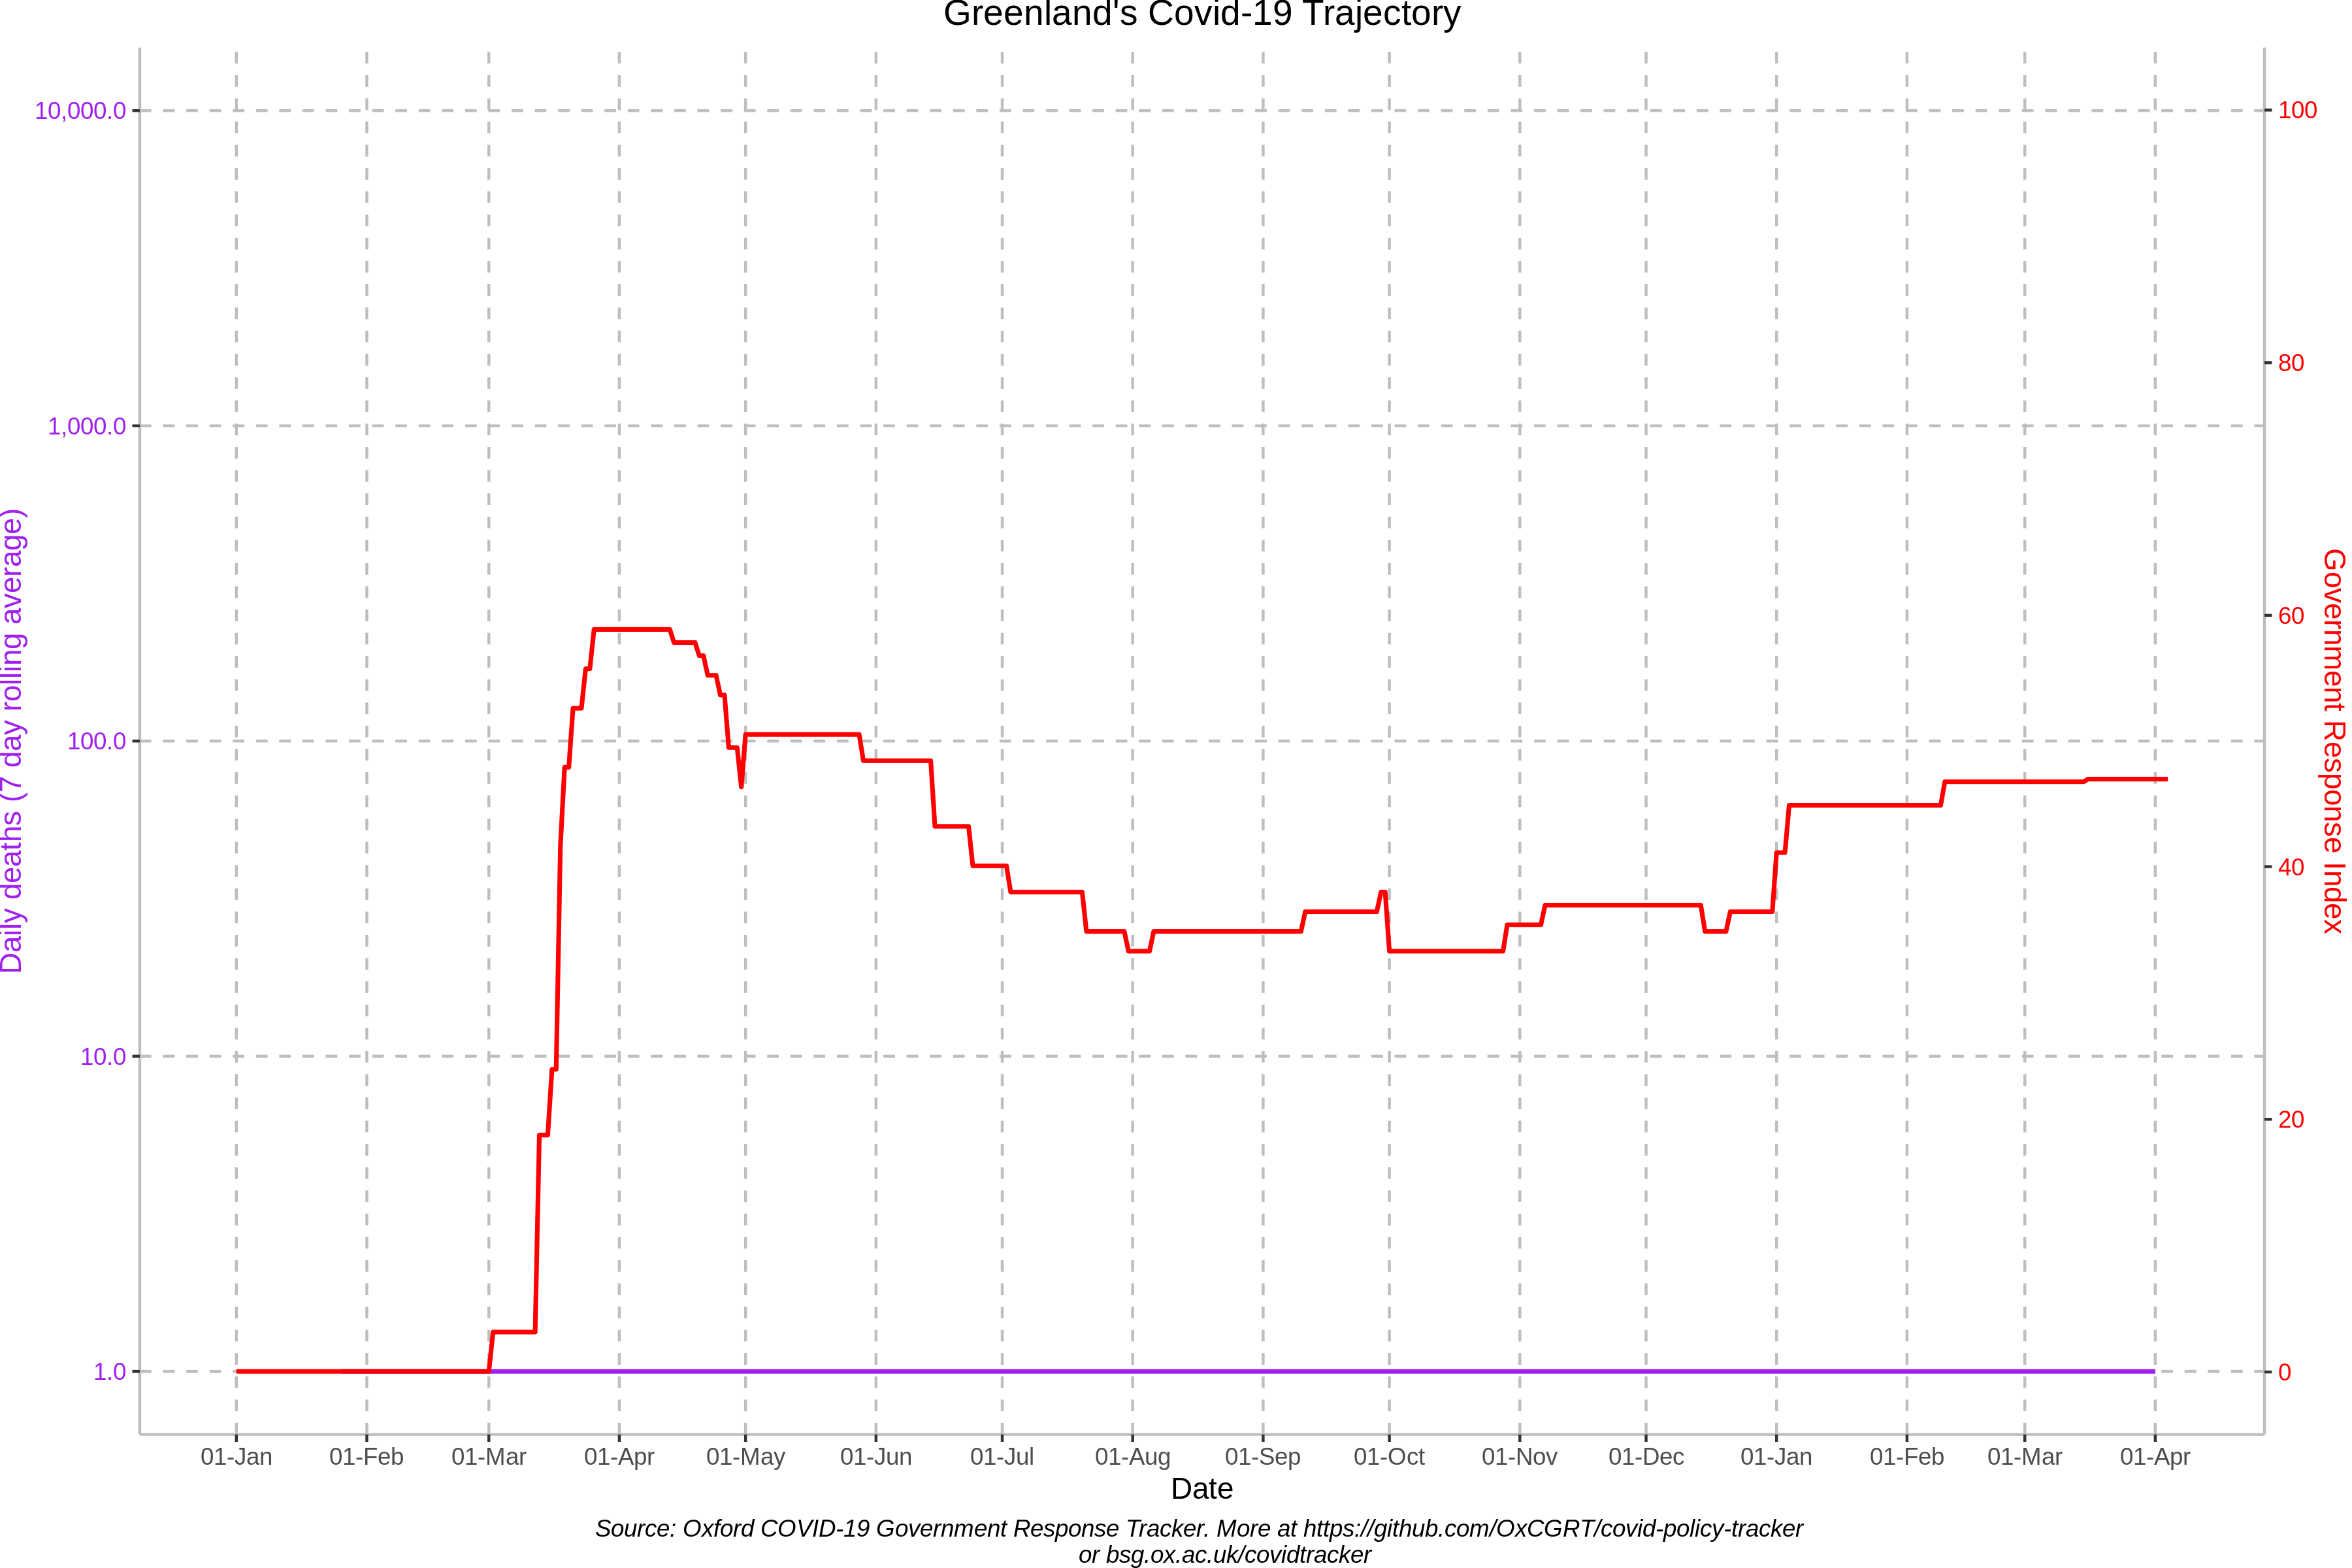 Greenland's Covid-19 Trajectory
10,000.0
1,000.0
100.0
10.0
1.0
Daily deaths (7 day rolling average)
100
80
60
40
20
0
Government Response Index
01-Jan 01-Feb 01-Mar 01-Apr 01-May 01-Jun 01-Jul 01-Aug 01-Sep 01-Oct 01-Nov 01-Dec 01-Jan 01-Feb 01-Mar 01-Apr
Date
Source: Oxford COVID-19 Government Response Tracker. More at https://github.com/OxCGRT/covid-policy-tracker
or bsg.ox.ac.uk/covidtracker